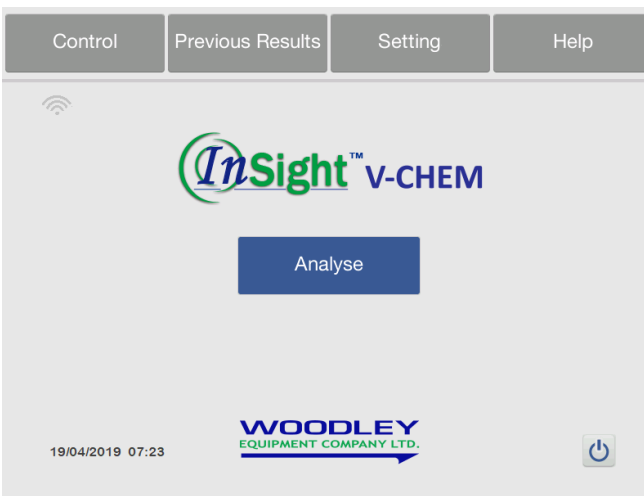 Control
Previous Results
Setting
Help
InSight™ V-CHEM
Analyse
WOODLEY
EQUIPMENT COMPANY LTD.
19/04/2019 07:23